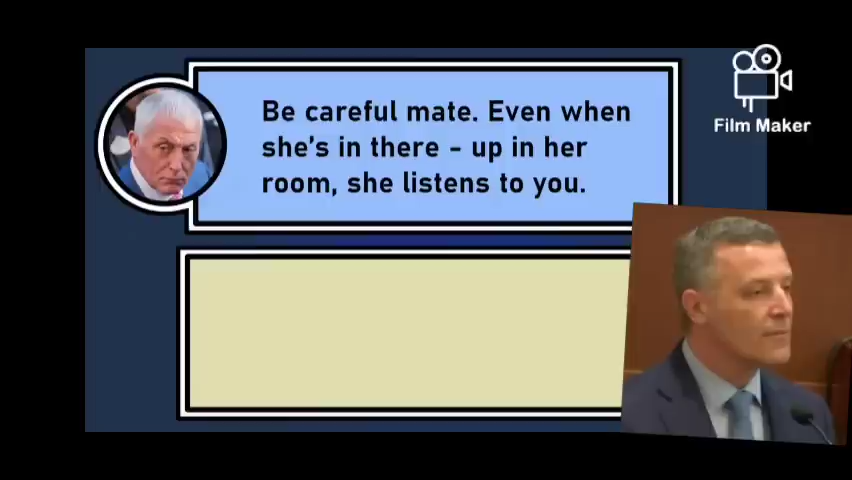 Be careful mate. Even when
she's in there - up in her
room, she listens to you.
Film Maker